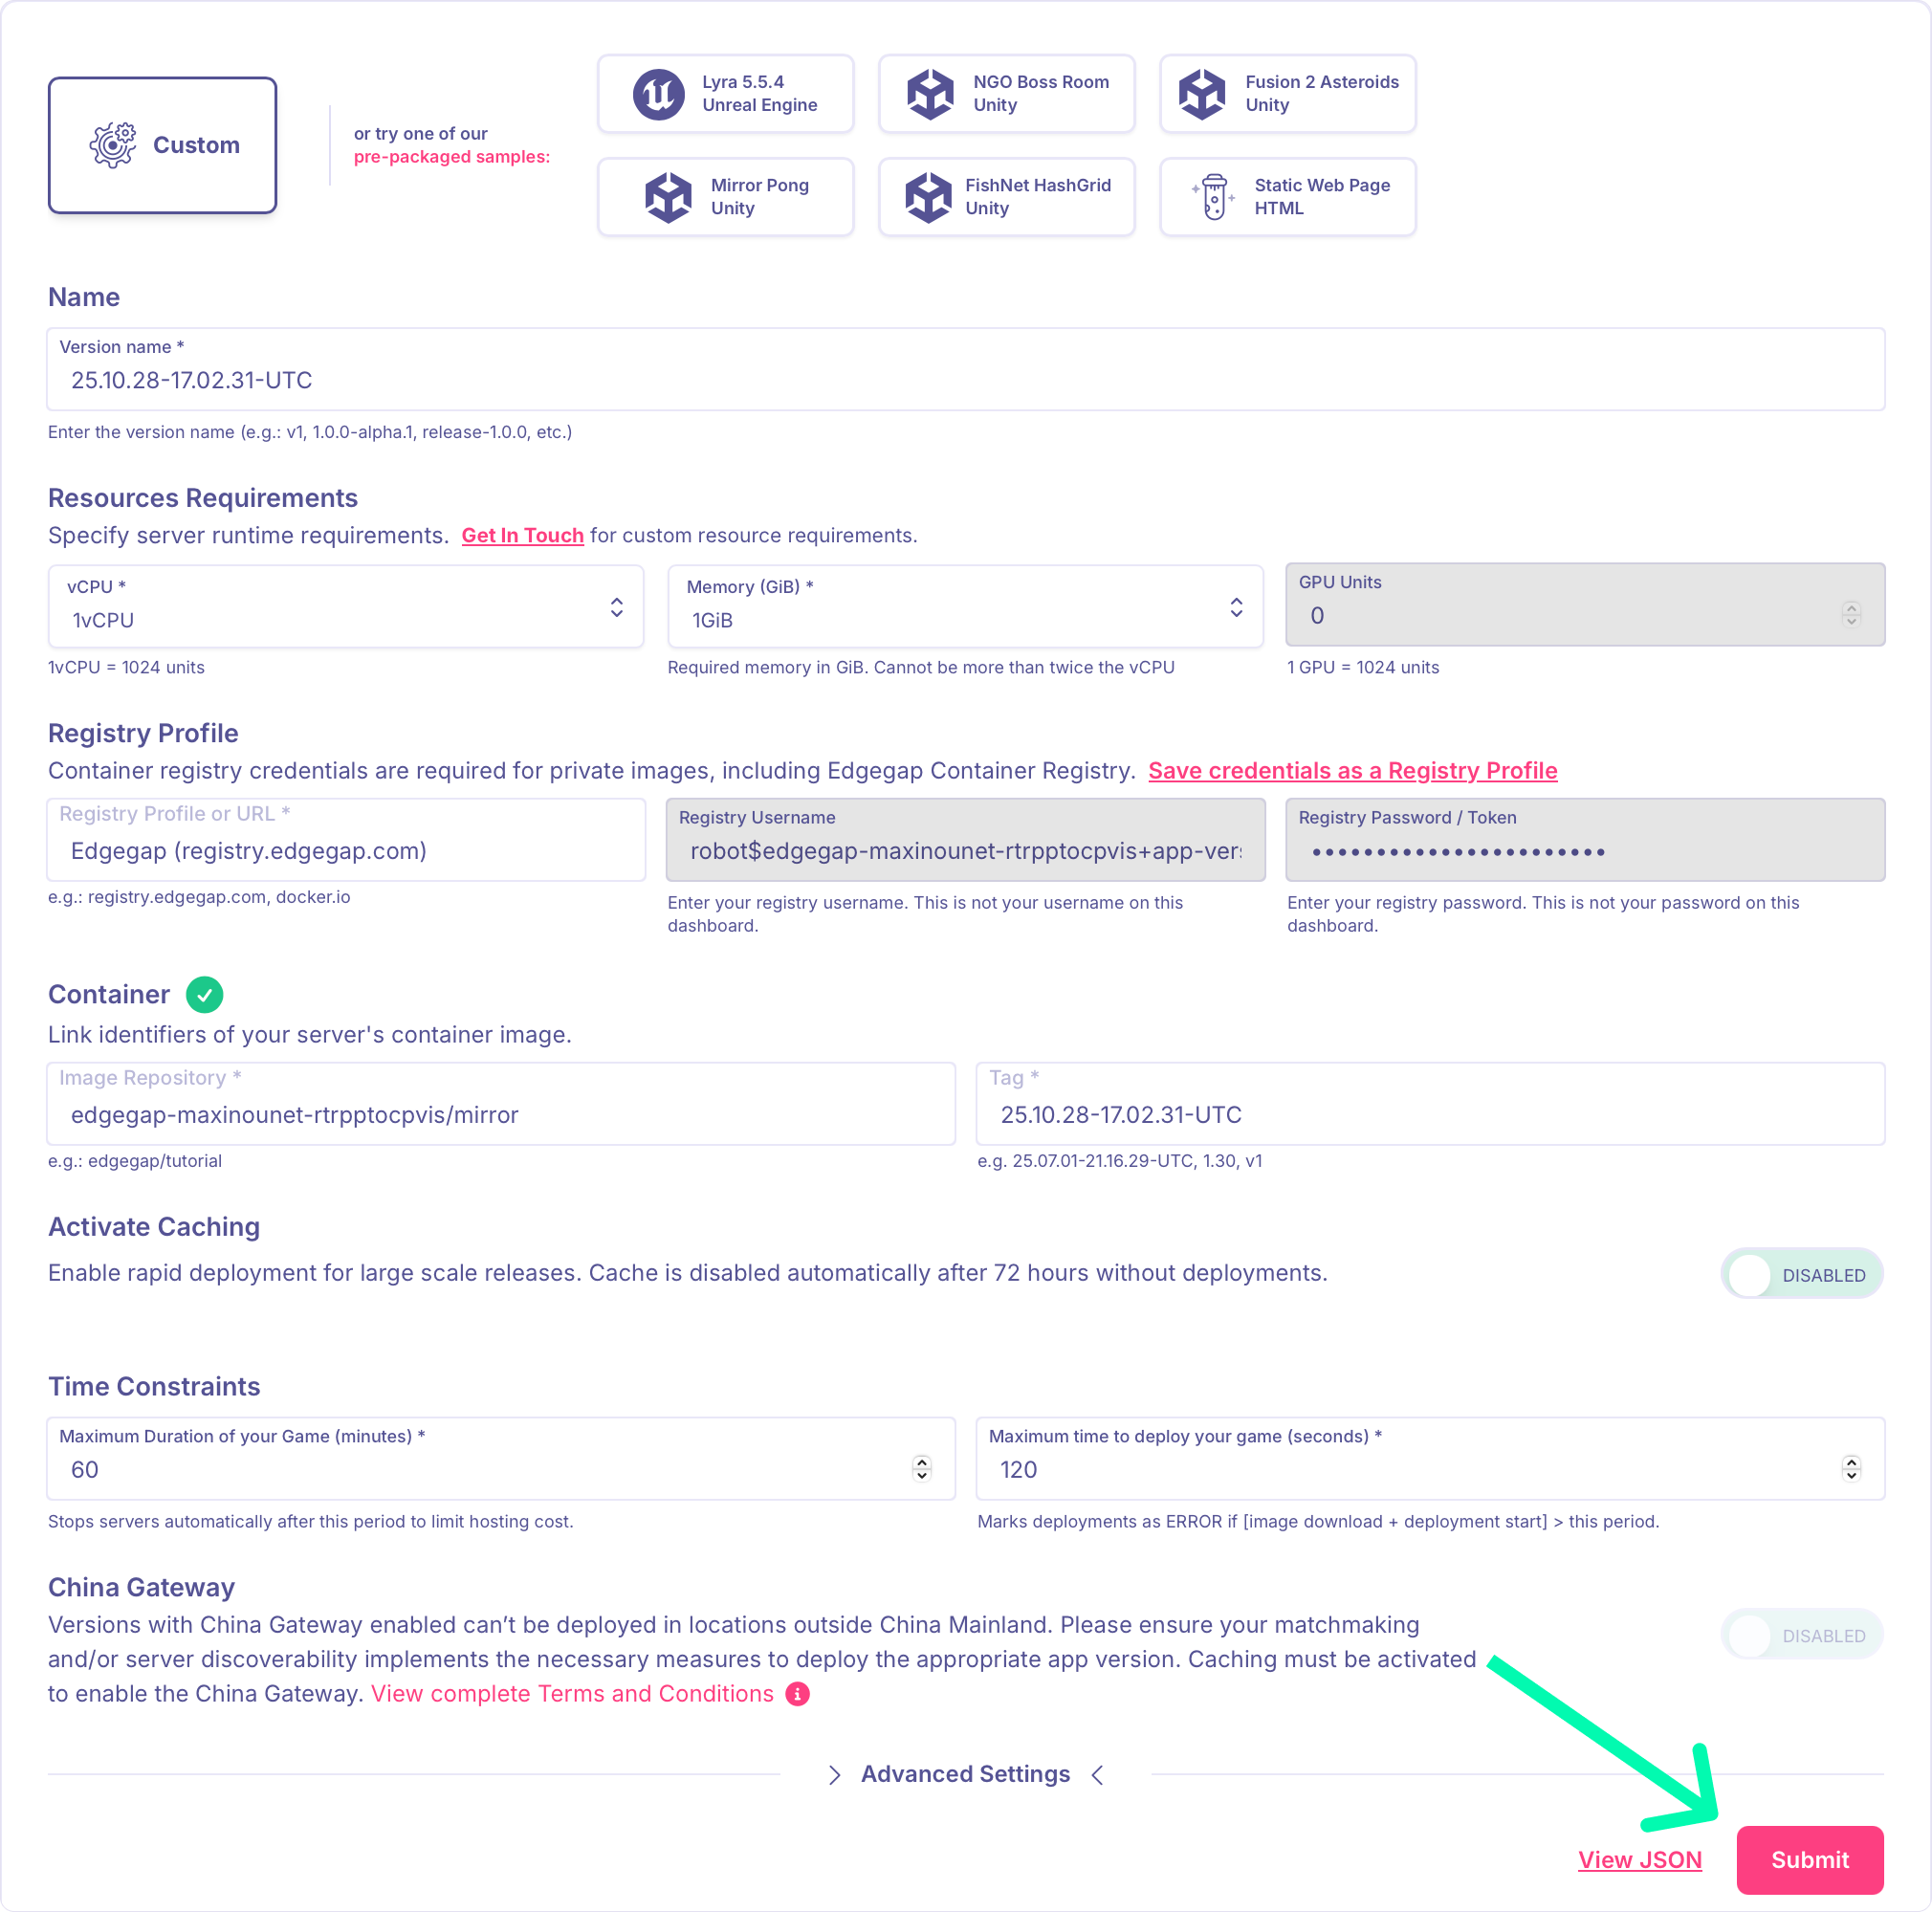 Custom
or try one of our
pre-packaged samples:
Lyra 5.5.4
Unreal Engine
NGO Boss Room
Unity
Fusion 2 Asteroids
Unity
Mirror Pong
Unity
FishNet HashGrid
Unity
Static Web Page
HTML
Name
Version name *
25.10.28-17.02.31-UTC
Enter the version name (e.g.: v1, 1.0.0-alpha.1, release-1.0.0, etc.)
Resources Requirements
Specify server runtime requirements. Get In Touch for custom resource requirements.
vCPU *
1vCPU
1vCPU = 1024 units
Memory (GiB) *
1GiB
Required memory in GiB. Cannot be more than twice the vCPU
GPU Units
0
1 GPU = 1024 units
Registry Profile
Container registry credentials are required for private images, including Edgegap Container Registry. Save credentials as a Registry Profile
Registry Profile or URL *
Edgegap (registry.edgegap.com)
e.g.: registry.edgegap.com, docker.io
Registry Username
robot$edgegap-maxinounet-rtrpptocpvis+app-ver
Enter your registry username. This is not your username on this
dashboard.
Registry Password / Token
•••••••••••••••••••••••
Enter your registry password. This is not your password on this
dashboard.
Container
Link identifiers of your server's container image.
Image Repository *
edgegap-maxinounet-rtrpptocpvis/mirror
e.g.: edgegap/tutorial
Tag *
25.10.28-17.02.31-UTC
e.g. 25.07.01-21.16.29-UTC, 1.30, v1
Activate Caching
Enable rapid deployment for large scale releases. Cache is disabled automatically after 72 hours without deployments.
DISABLED
Time Constraints
Maximum Duration of your Game (minutes) *
60
Stops servers automatically after this period to limit hosting cost.
Maximum time to deploy your game (seconds) *
120
Marks deployments as ERROR if [image download + deployment start] > this period.
China Gateway
Versions with China Gateway enabled can’t be deployed in locations outside China Mainland. Please ensure your matchmaking
and/or server discoverability implements the necessary measures to deploy the appropriate app version. Caching must be activated
to enable the China Gateway. View complete Terms and Conditions
DISABLED
Advanced Settings
View JSON
Submit